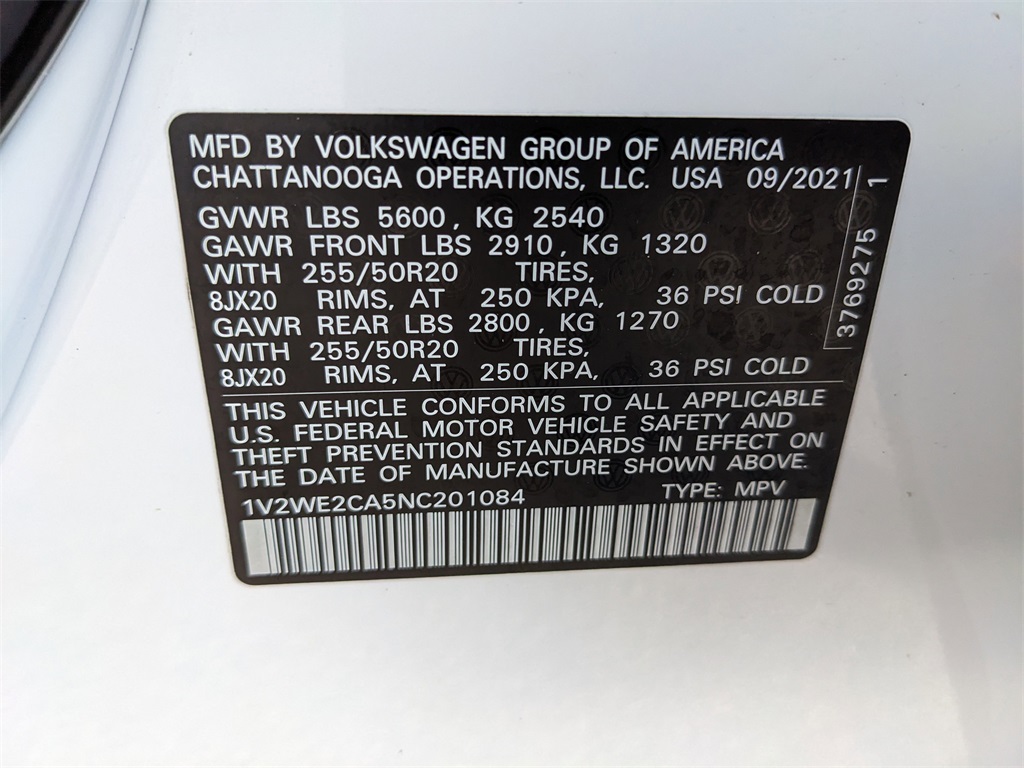 MFD BY VOLKSWAGEN GROUP OF AMERICA
CHATTANOOGA OPERATIONS, LLC. USA 09/2021
GVWR LBS 5600, KG 2540
GAWR FRONT LBS 2910, KG 1320
WITH 255/50R20 TIRES,
8JX20 RIMS, AT 250 KPA, 36 PSI COLD
GAWR REAR LBS 2800, KG 1270
WITH 255/50R20 TIRES,
8JX20 RIMS, AT 250 KPA, 36 PSI COLD
THIS VEHICLE CONFORMS TO ALL APPLICABLE
U.S. FEDERAL MOTOR VEHICLE SAFETY AND
THEFT PREVENTION STANDARDS IN EFFECT ON
THE DATE OF MANUFACTURE SHOWN ABOVE.
1V2WE2CA5NC201084 TYPE: MPV
3769275 1